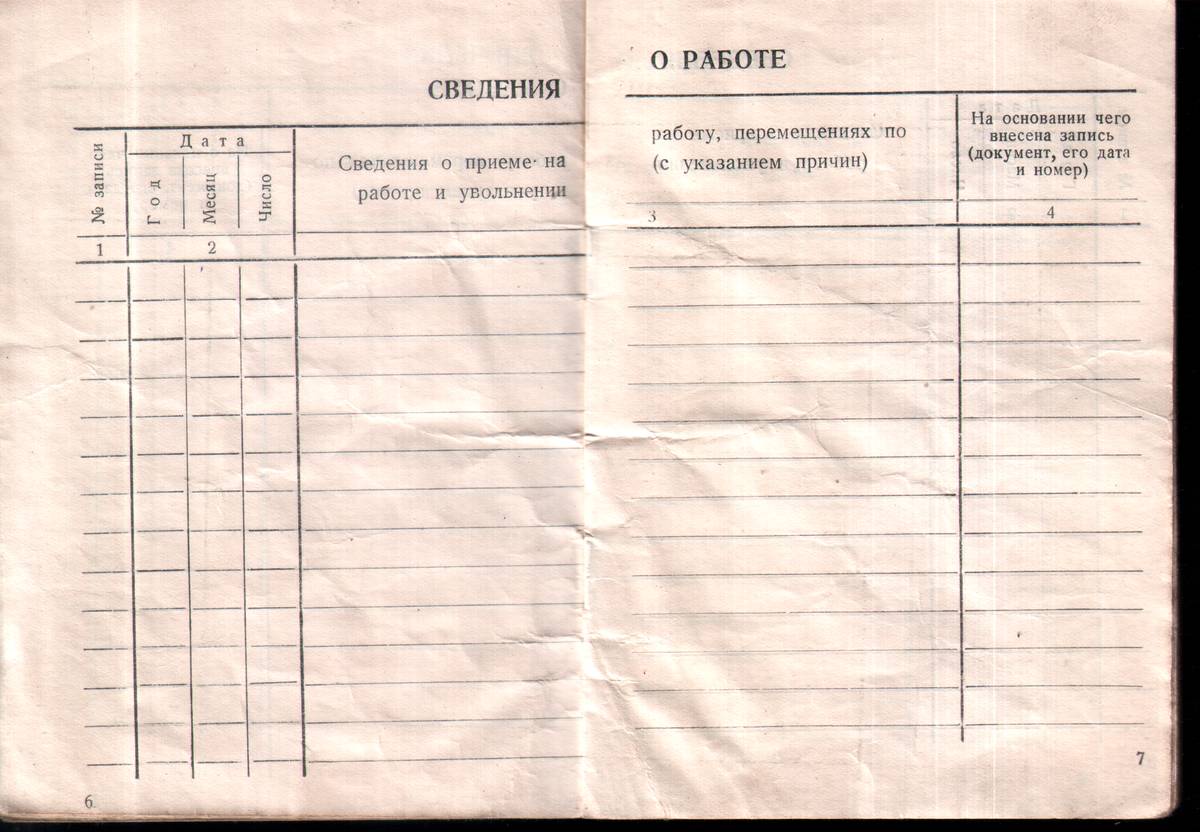 СВЕДЕНИЯ
О РАБОТЕ
№ записи
Дата
Год
Месяц
Число
Сведения о приеме на
работе и увольнении
работу, перемещениях по
(с указанием причин)
На основании чего
внесена запись
(документ, его дата
и номер)
1
2
3
4
6
7